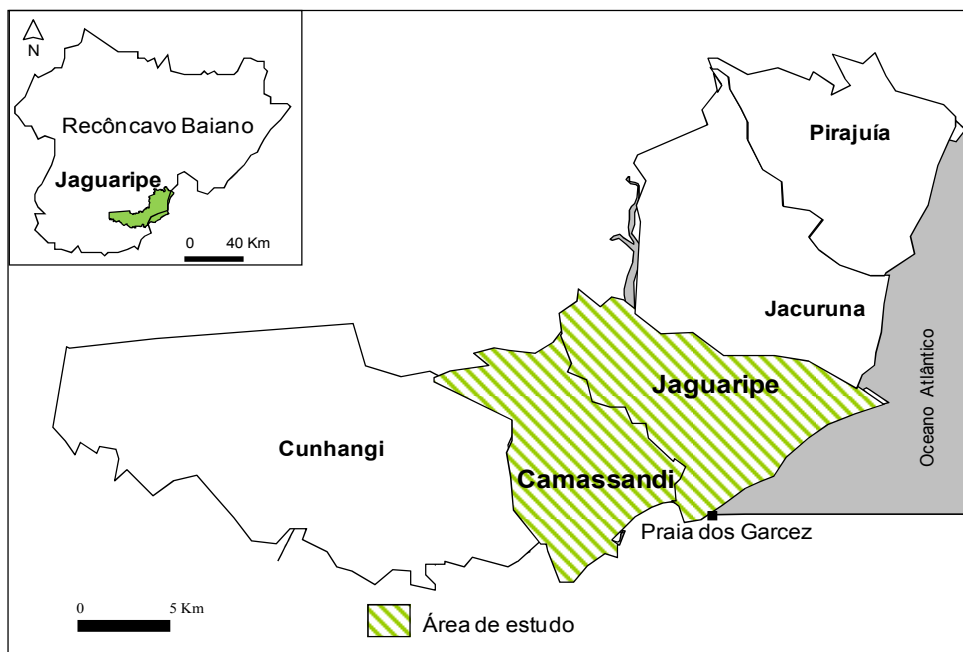 N
Recôncavo Baiano
Jaguaripe
0 40 Km
Pirajuía
Jacuruna
Oceano Atlântico
Jaguaripe
Cunhangi
Camassandi
Praia dos Garcez
0 5 Km
Área de estudo